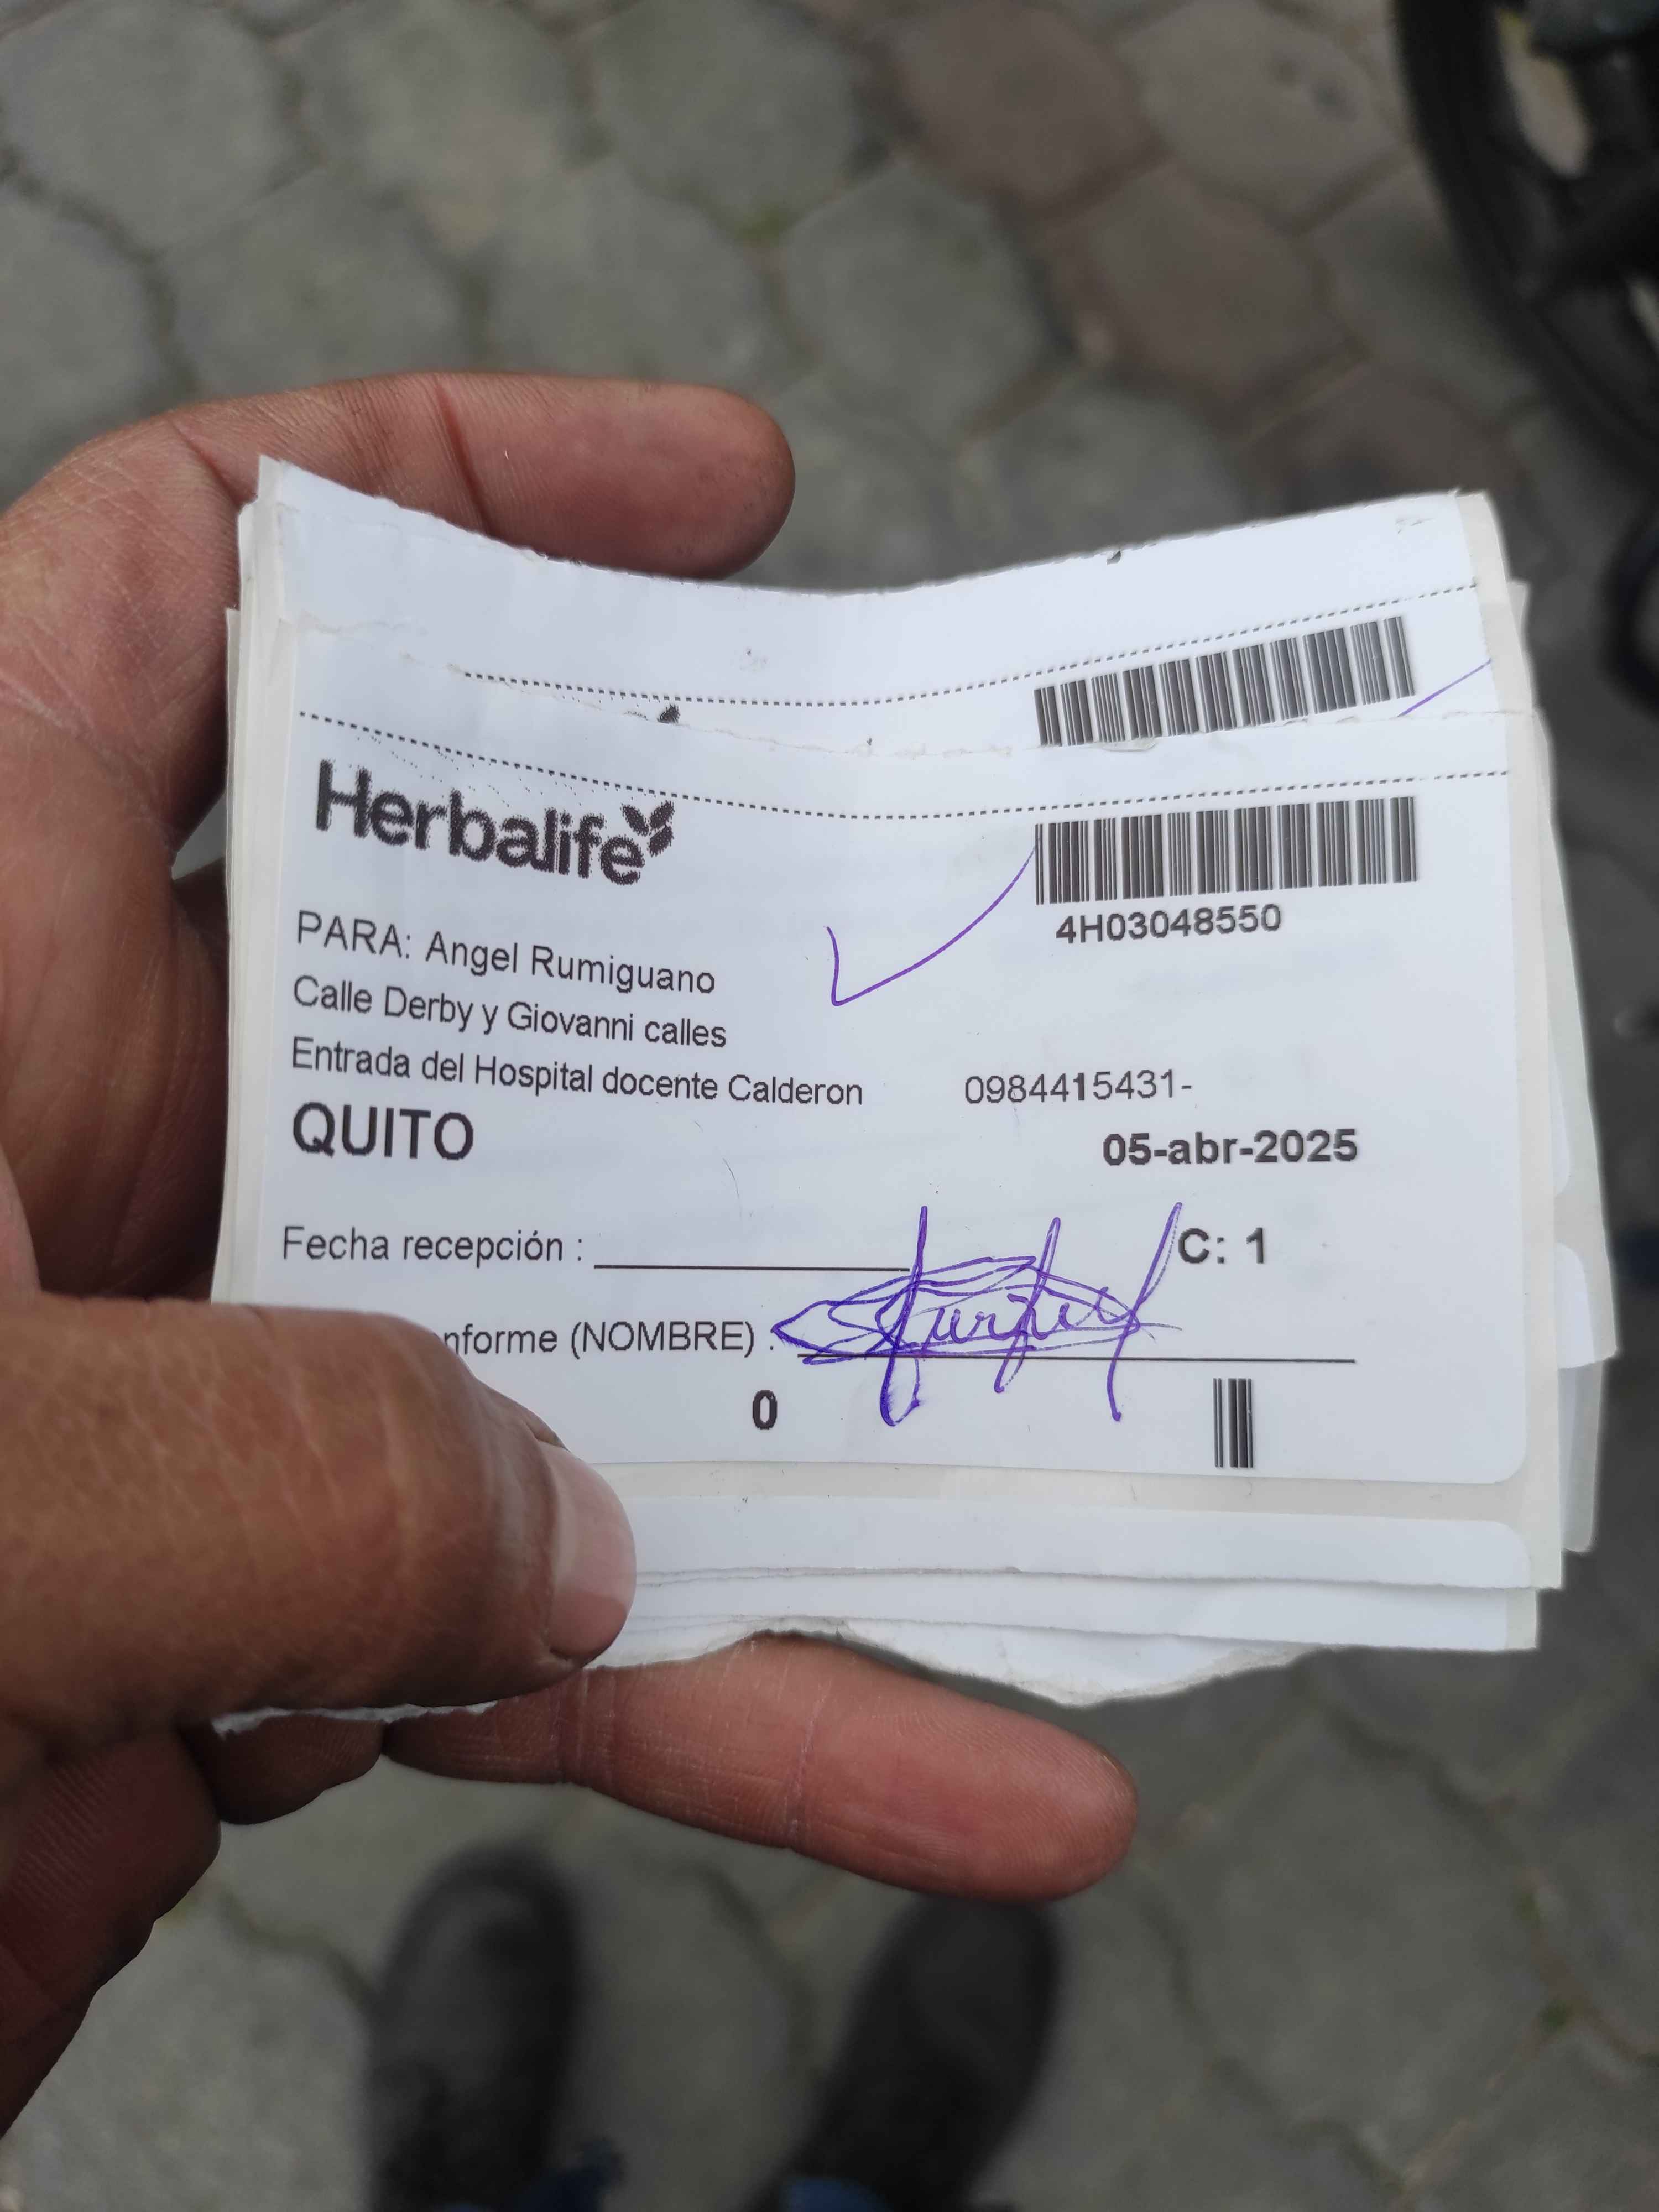 Herbalife
4H03048550
PARA: Angel Rumiguano
Calle Derby y Giovanni calles
Entrada del Hospital docente Calderon 0984415431-
QUITO
05-abr-2025
Fecha recepción : C: 1
nforme (NOMBRE) :
0